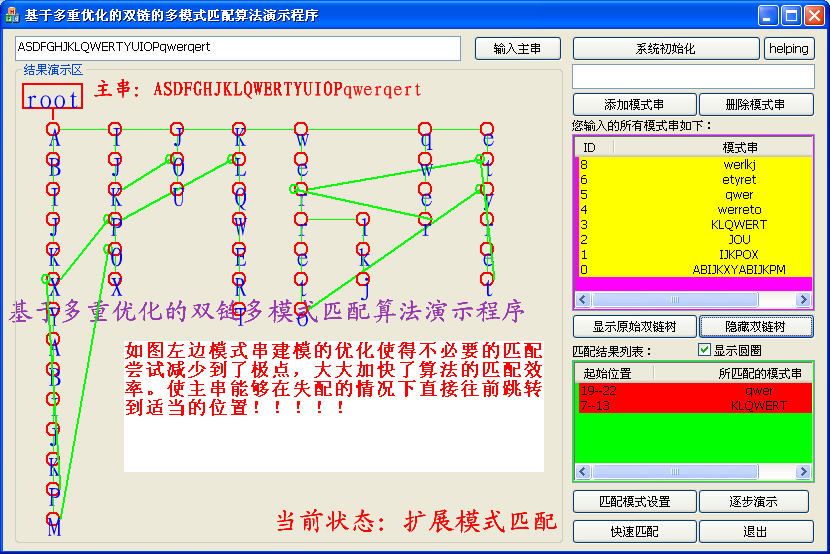 基于多重优化的双链的多模式匹配算法演示程序
ASDFGHJKLQWERTYUIOPqwerqert
输入主串
系统初始化
helping
结果演示区
root
主串：ASDFGHJKLQWERTYUIOPqwerqert
添加模式串
删除模式串
您输入的所有模式串如下：
ID 模式串
8 werlkj
6 etyret
5 qwer
4 werreto
3 KLQWERT
2 JOU
1 IJKPOX
0 ABIJKXYABIJKPM
A I J K w q e
B J O L e w t
I K U Q r e y
J P W r l r r
K O E e k e
X X R t j t
Y T o
A
B
I
J
K
P
M
基于多重优化的双链多模式匹配算法演示程序
如图左边模式串建模的优化使得不必要的匹配
尝试减少到了极点，大大加快了算法的匹配效
率。使主串能够在失配的情况下直接往前跳转
到适当的位置！！！！！
当前状态：扩展模式匹配
显示原始双链树
隐藏双链树
匹配结果列表：
显示圆圈
起始位置 所匹配的模式串
19--22 qwer
7--13 KLQWERT
匹配模式设置
逐步演示
快速匹配
退出